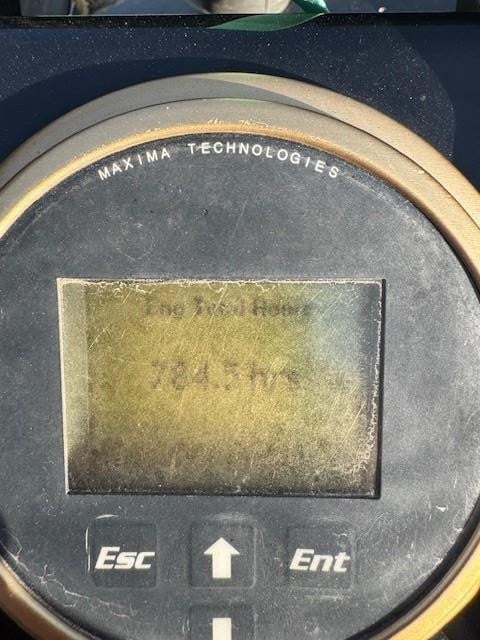 MAXIMA TECHNOLOGIES
Eng Total Hours
784.5 hrs
Esc
Ent